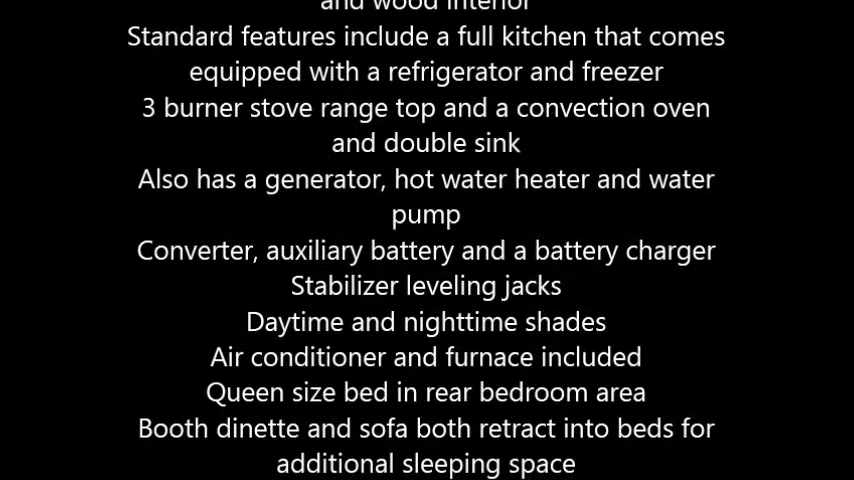 and wood interior
Standard features include a full kitchen that comes
equipped with a refrigerator and freezer
3 burner stove range top and a convection oven
and double sink
Also has a generator, hot water heater and water
pump
Converter, auxiliary battery and a battery charger
Stabilizer leveling jacks
Daytime and nighttime shades
Air conditioner and furnace included
Queen size bed in rear bedroom area
Booth dinette and sofa both retract into beds for
additional sleeping space